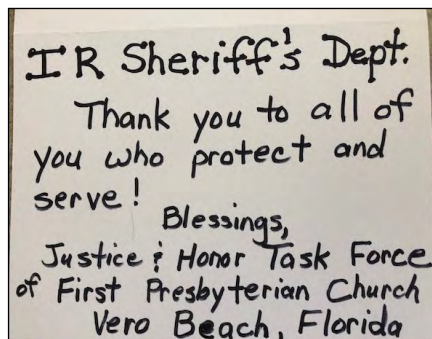 IR Sheriff's Dept.
Thank you to all of
you who protect and
serve!
Blessings,
Justice & Honor Task Force
of First Presbyterian Church
Vero Beach, Florida